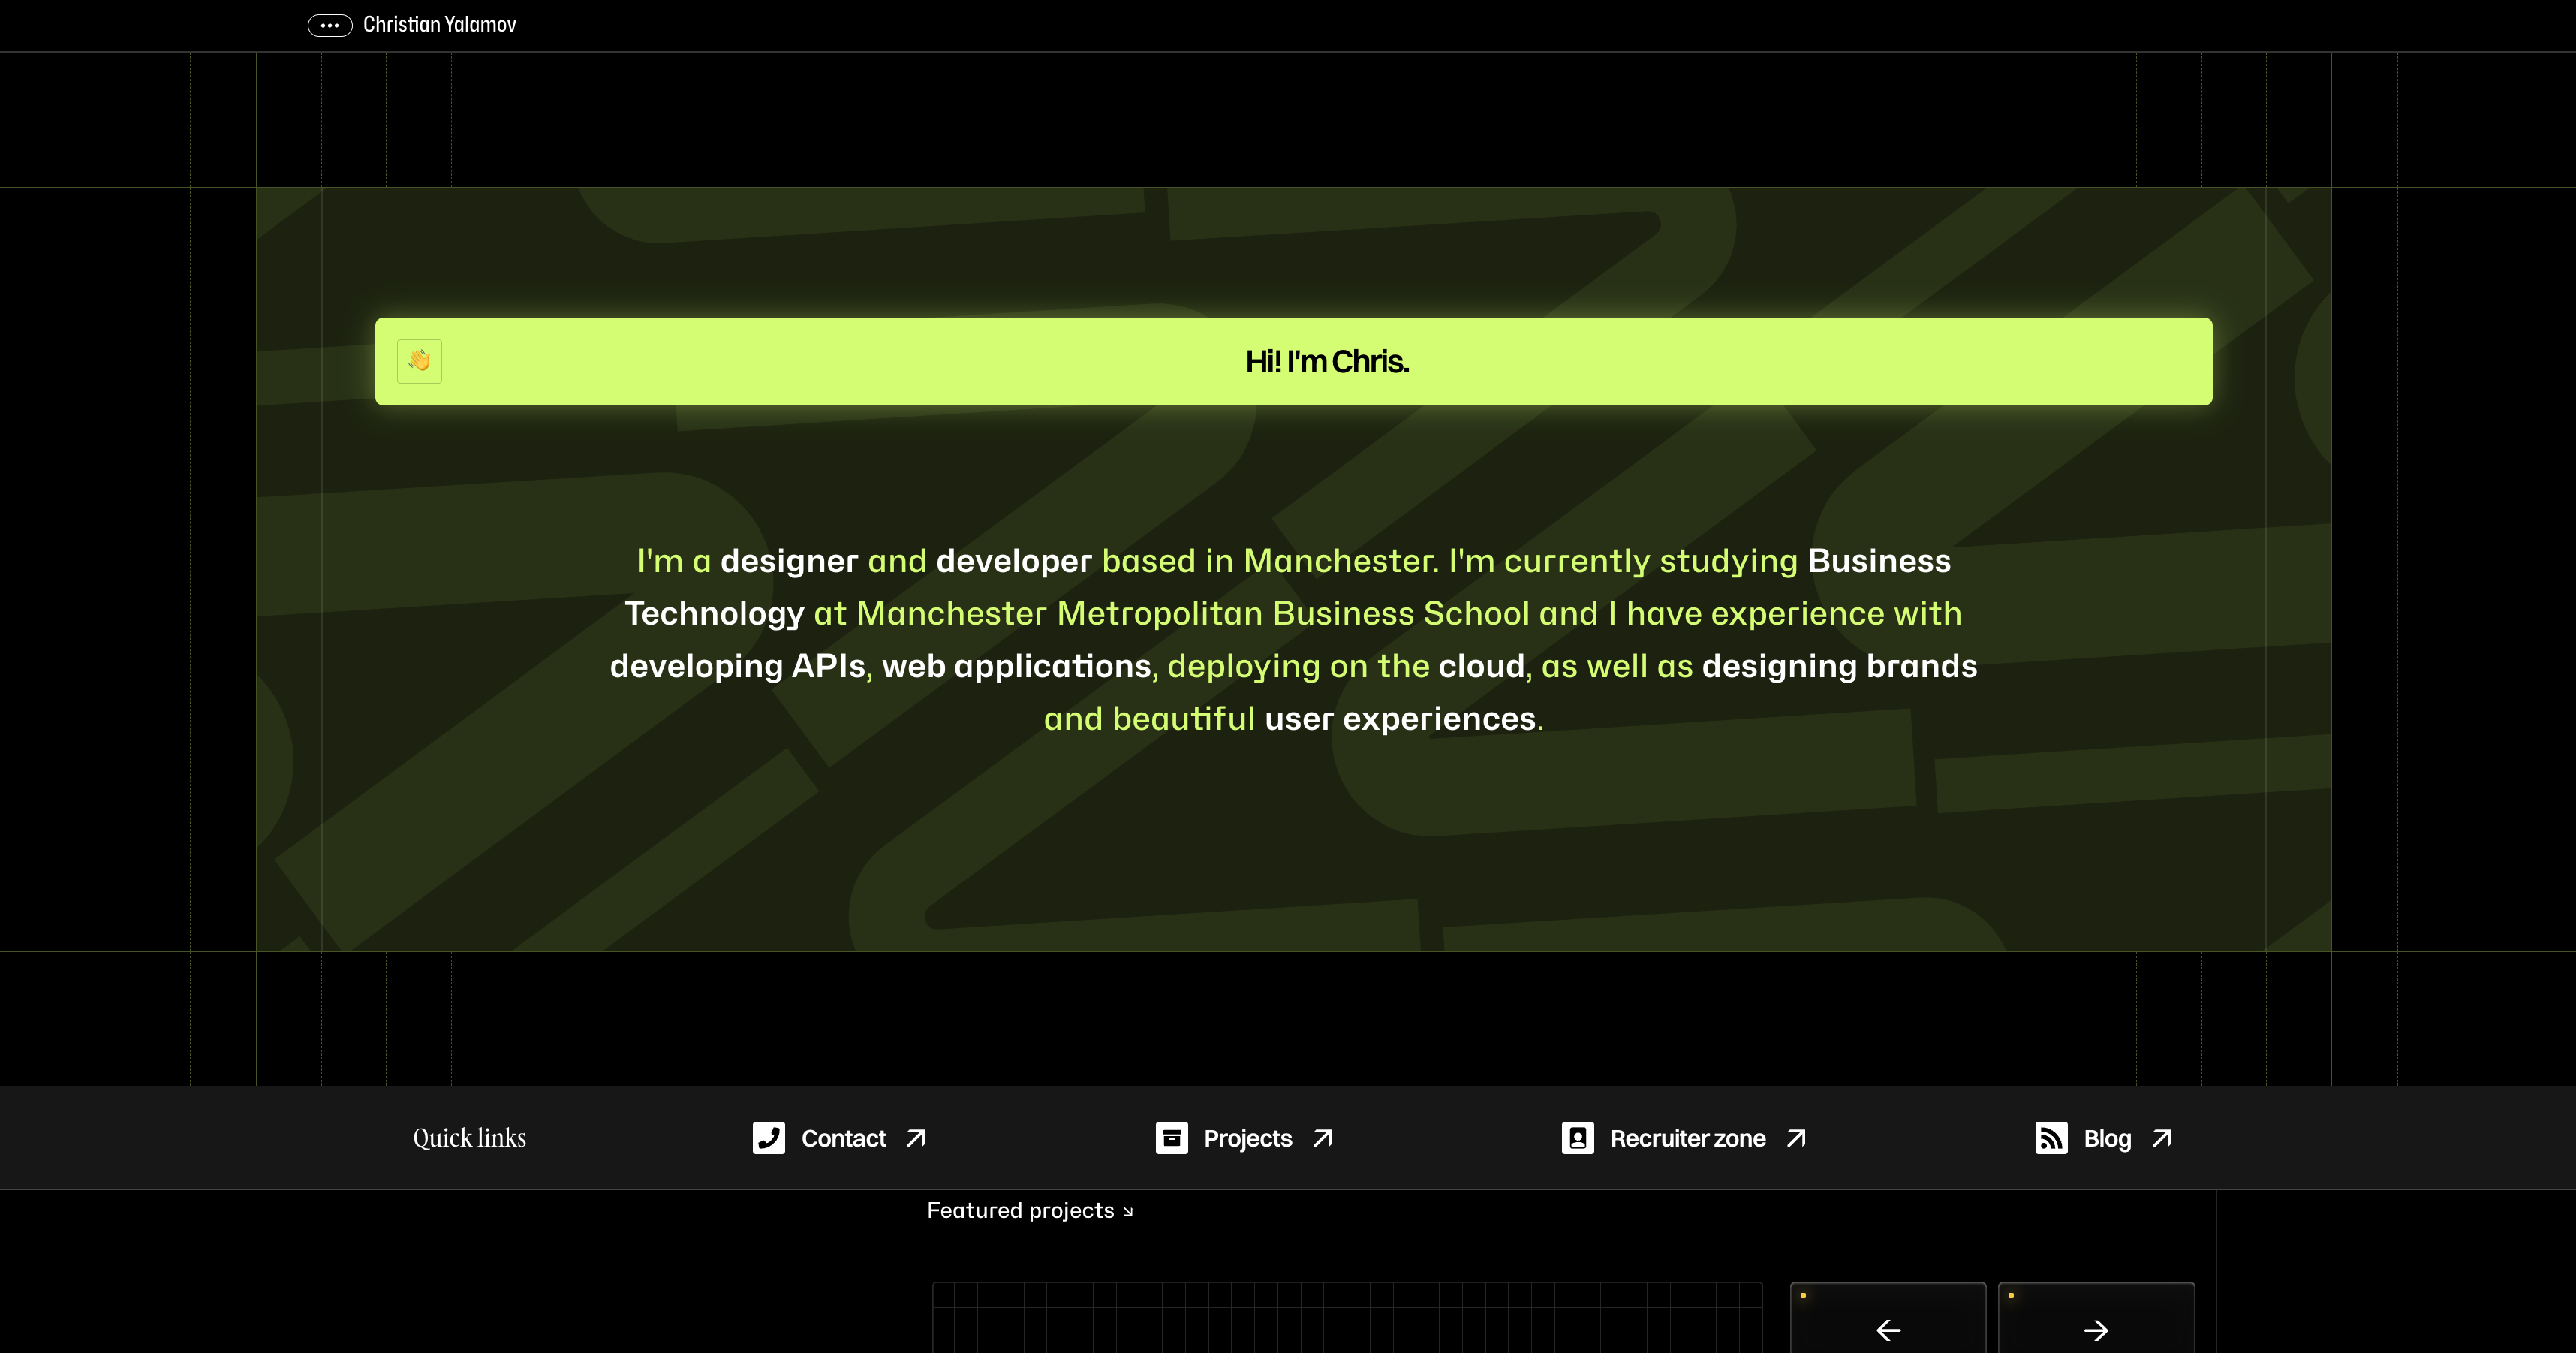 Christian Yalamov
Hi! I'm Chris.
I'm a designer and developer based in Manchester. I'm currently studying Business
Technology at Manchester Metropolitan Business School and I have experience with
developing APIs, web applications, deploying on the cloud, as well as designing brands
and beautiful user experiences.
Quick links
Contact
Projects
Recruiter zone
Blog
Featured projects